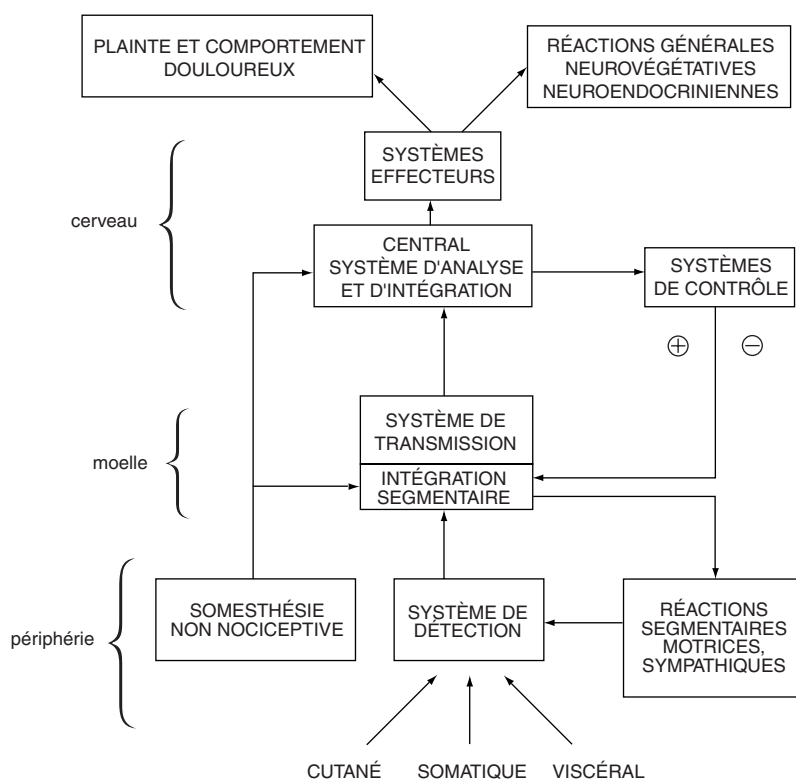 PLAINTE ET COMPORTEMENT
DOULOUREUX
RÉACTIONS GÉNÉRALES
NEUROVÉGÉTATIVES
NEUROENDOCRINIENNES
SYSTÈMES
EFFECTEURS
cerveau
CENTRAL
SYSTÈME D'ANALYSE
ET D'INTÉGRATION
SYSTÈMES
DE CONTRÔLE
+ −
moelle
SYSTÈME DE
TRANSMISSION
INTÉGRATION
SEGMENTAIRE
périphérie
SOMESTHÉSIE
NON NOCICEPTIVE
SYSTÈME DE
DÉTECTION
RÉACTIONS
SEGMENTAIRES
MOTRICES,
SYMPATHIQUES
CUTANÉ SOMATIQUE VISCÉRAL